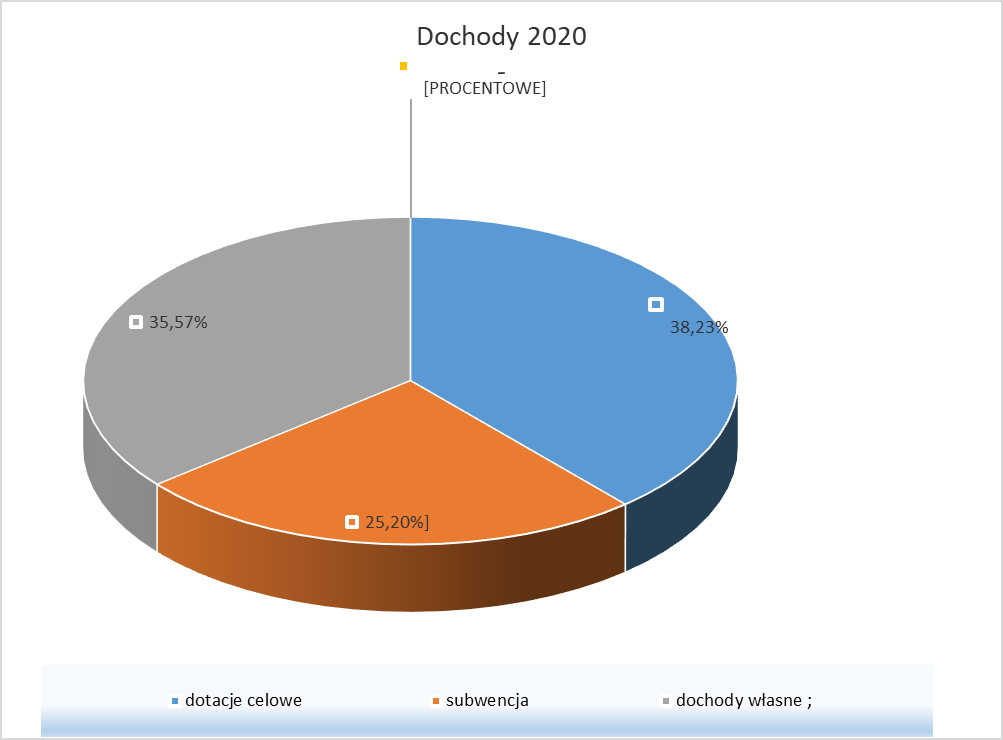 Dochody 2020
-
[PROCENTOWE]
35,57%
38,23%
25,20%]
dotacje celowe
subwencja
dochody własne ;